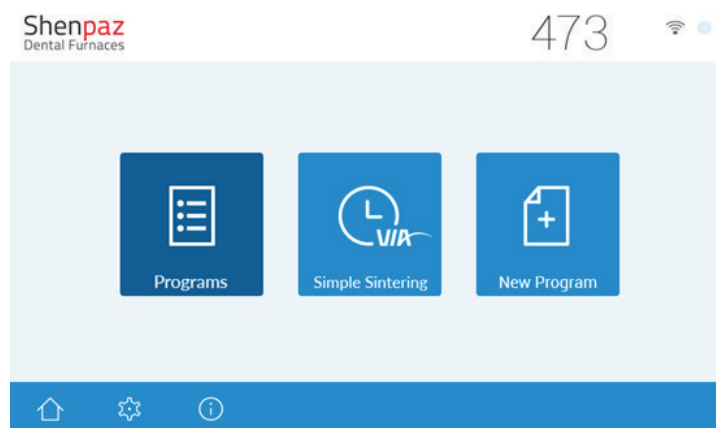 Shenpaz
Dental Furnaces
473
VIA
Programs
Simple Sintering
New Program